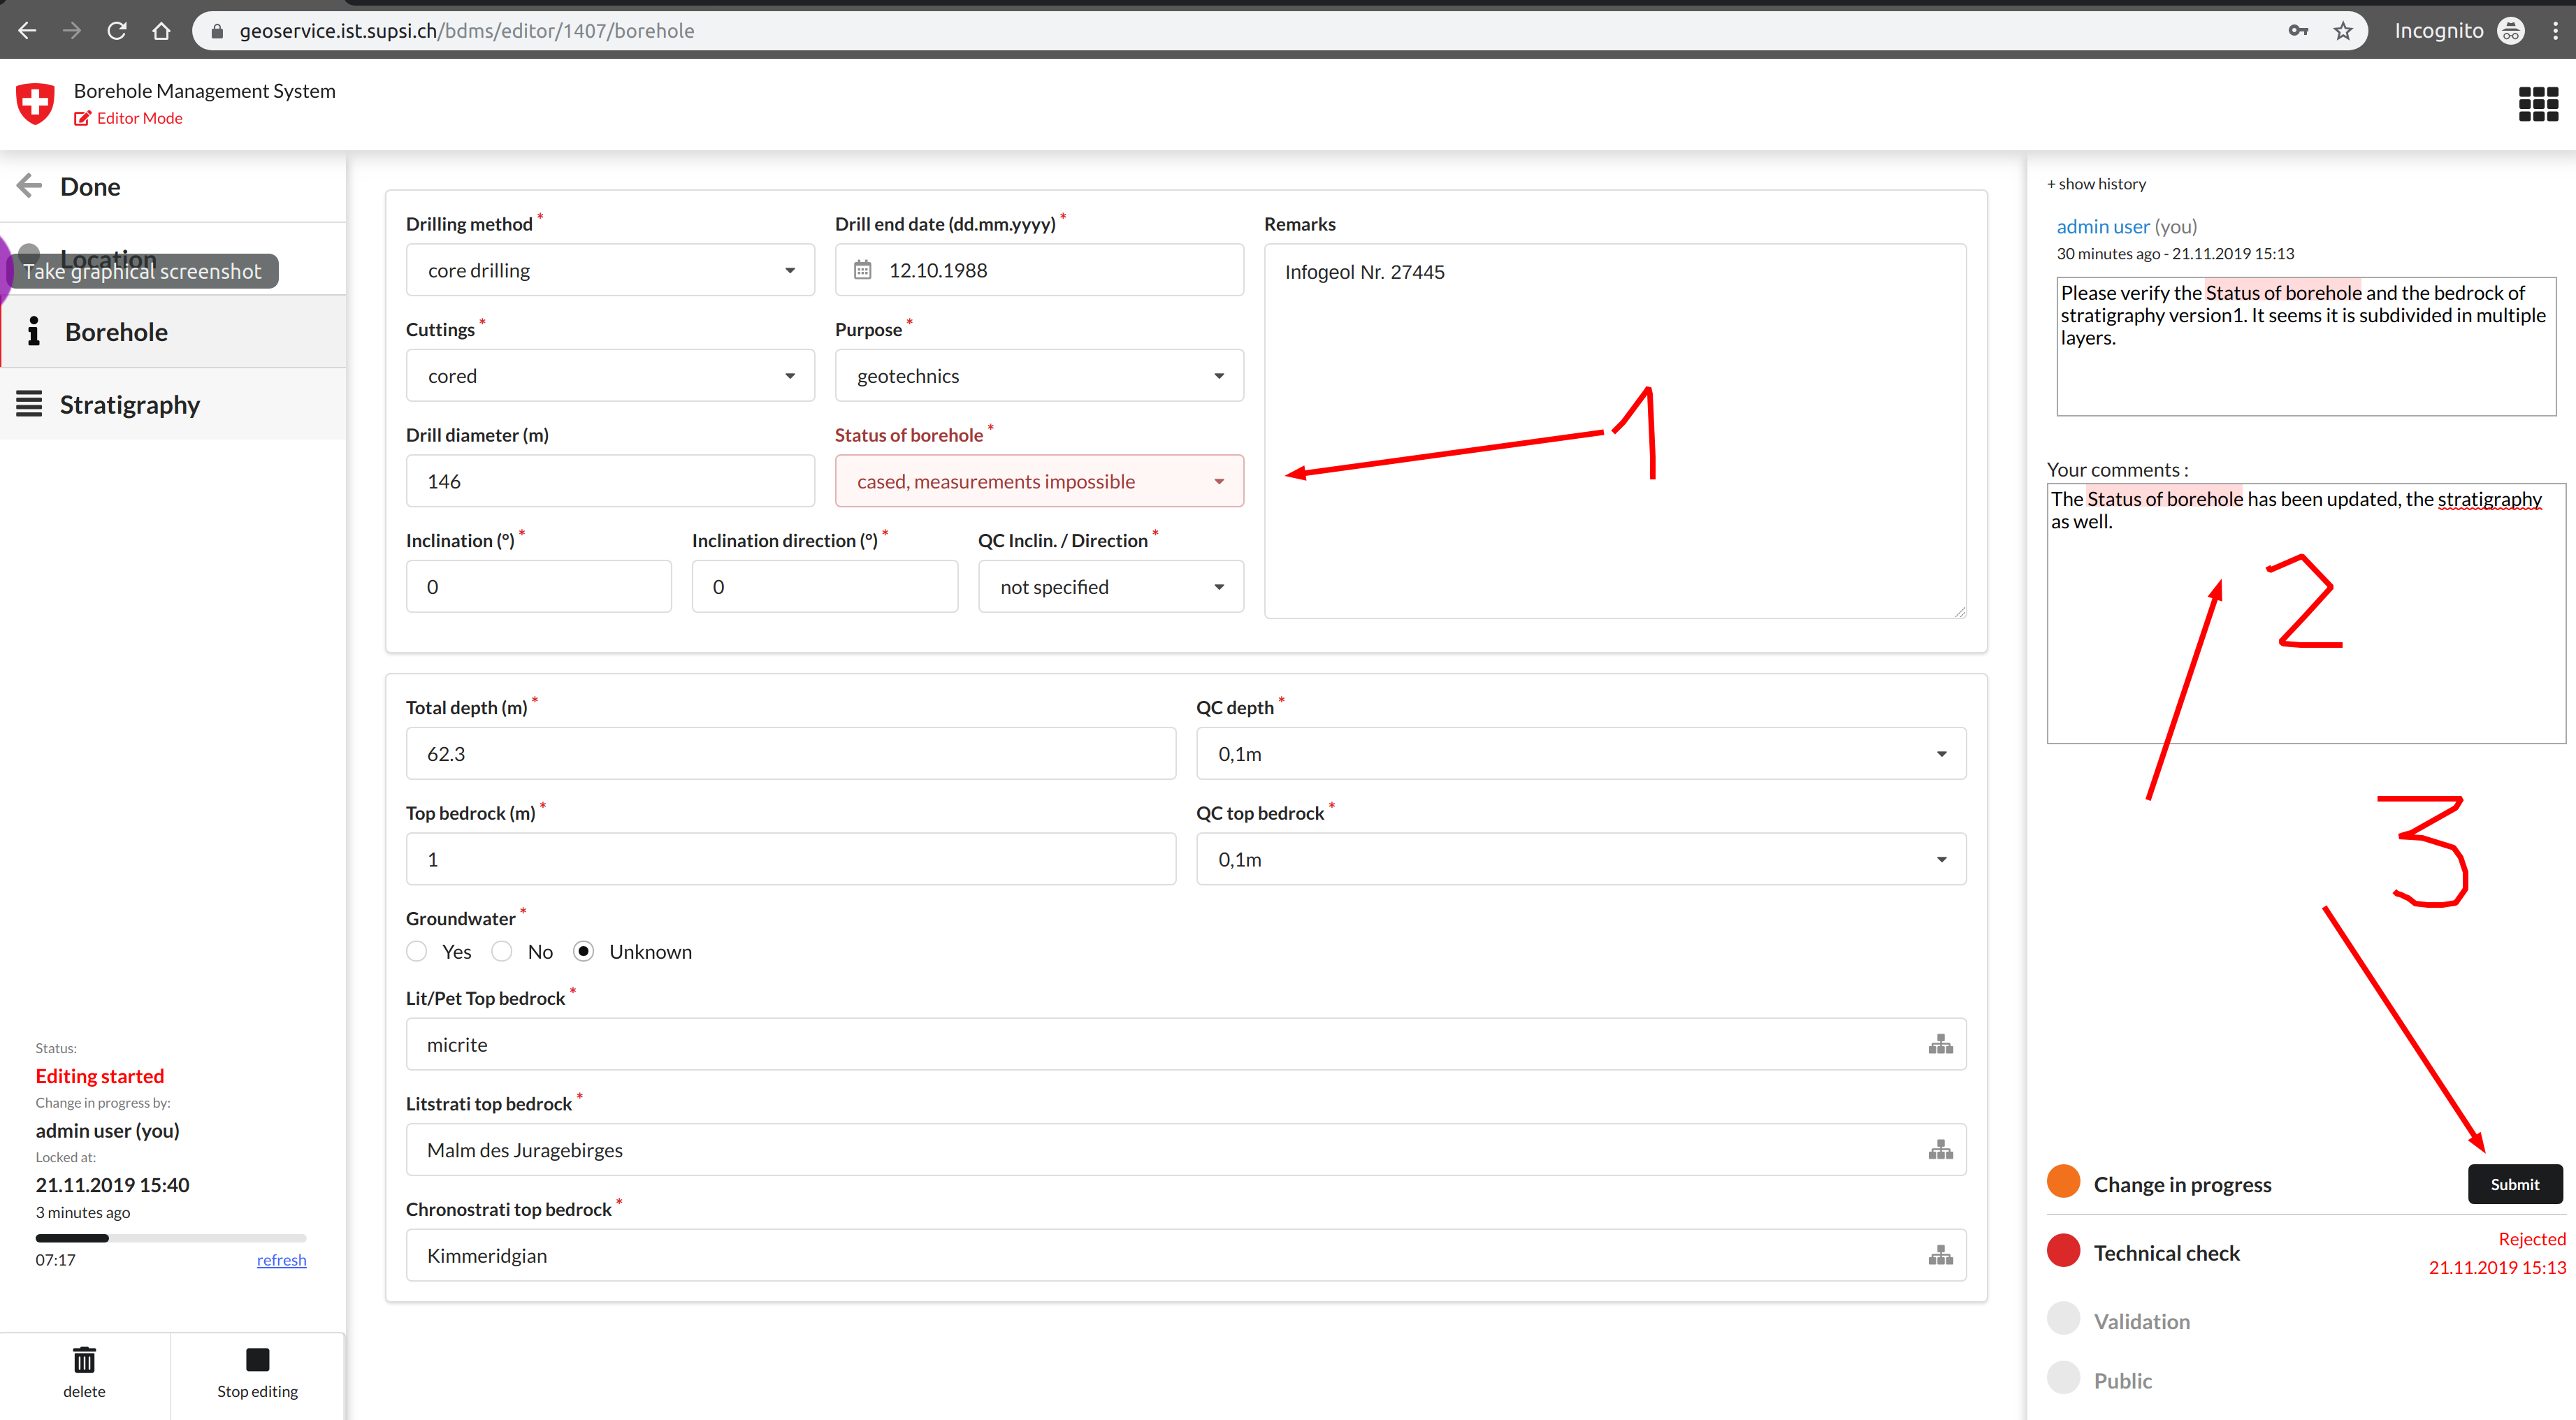 geoservice.ist.supsi.ch/bdms/editor/1407/borehole
Incognito
Borehole Management System
Editor Mode
Done
Location
Take graphical screenshot
Borehole
Stratigraphy
Status:
Editing started
Change in progress by:
admin user (you)
Locked at:
21.11.2019 15:40
3 minutes ago
07:17 refresh
delete
Stop editing
Drilling method *
core drilling
Drill end date (dd.mm.yyyy) *
12.10.1988
Remarks
Infogeol Nr. 27445
Cuttings *
cored
Purpose *
geotechnics
Drill diameter (m)
146
Status of borehole *
cased, measurements impossible
1
Inclination (°) *
0
Inclination direction (°) *
0
QC Inclin. / Direction *
not specified
Total depth (m) *
62.3
QC depth *
0,1m
Top bedrock (m) *
1
QC top bedrock *
0,1m
Groundwater *
Yes No Unknown
Lit/Pet Top bedrock *
micrite
Litstrati top bedrock *
Malm des Juragebirges
Chronostrati top bedrock *
Kimmeridgian
+ show history
admin user (you)
30 minutes ago - 21.11.2019 15:13
Please verify the Status of borehole and the bedrock of
stratigraphy version1. It seems it is subdivided in multiple
layers.
Your comments :
The Status of borehole has been updated, the stratigraphy
as well.
2
3
Change in progress Submit
Technical check Rejected
21.11.2019 15:13
Validation
Public